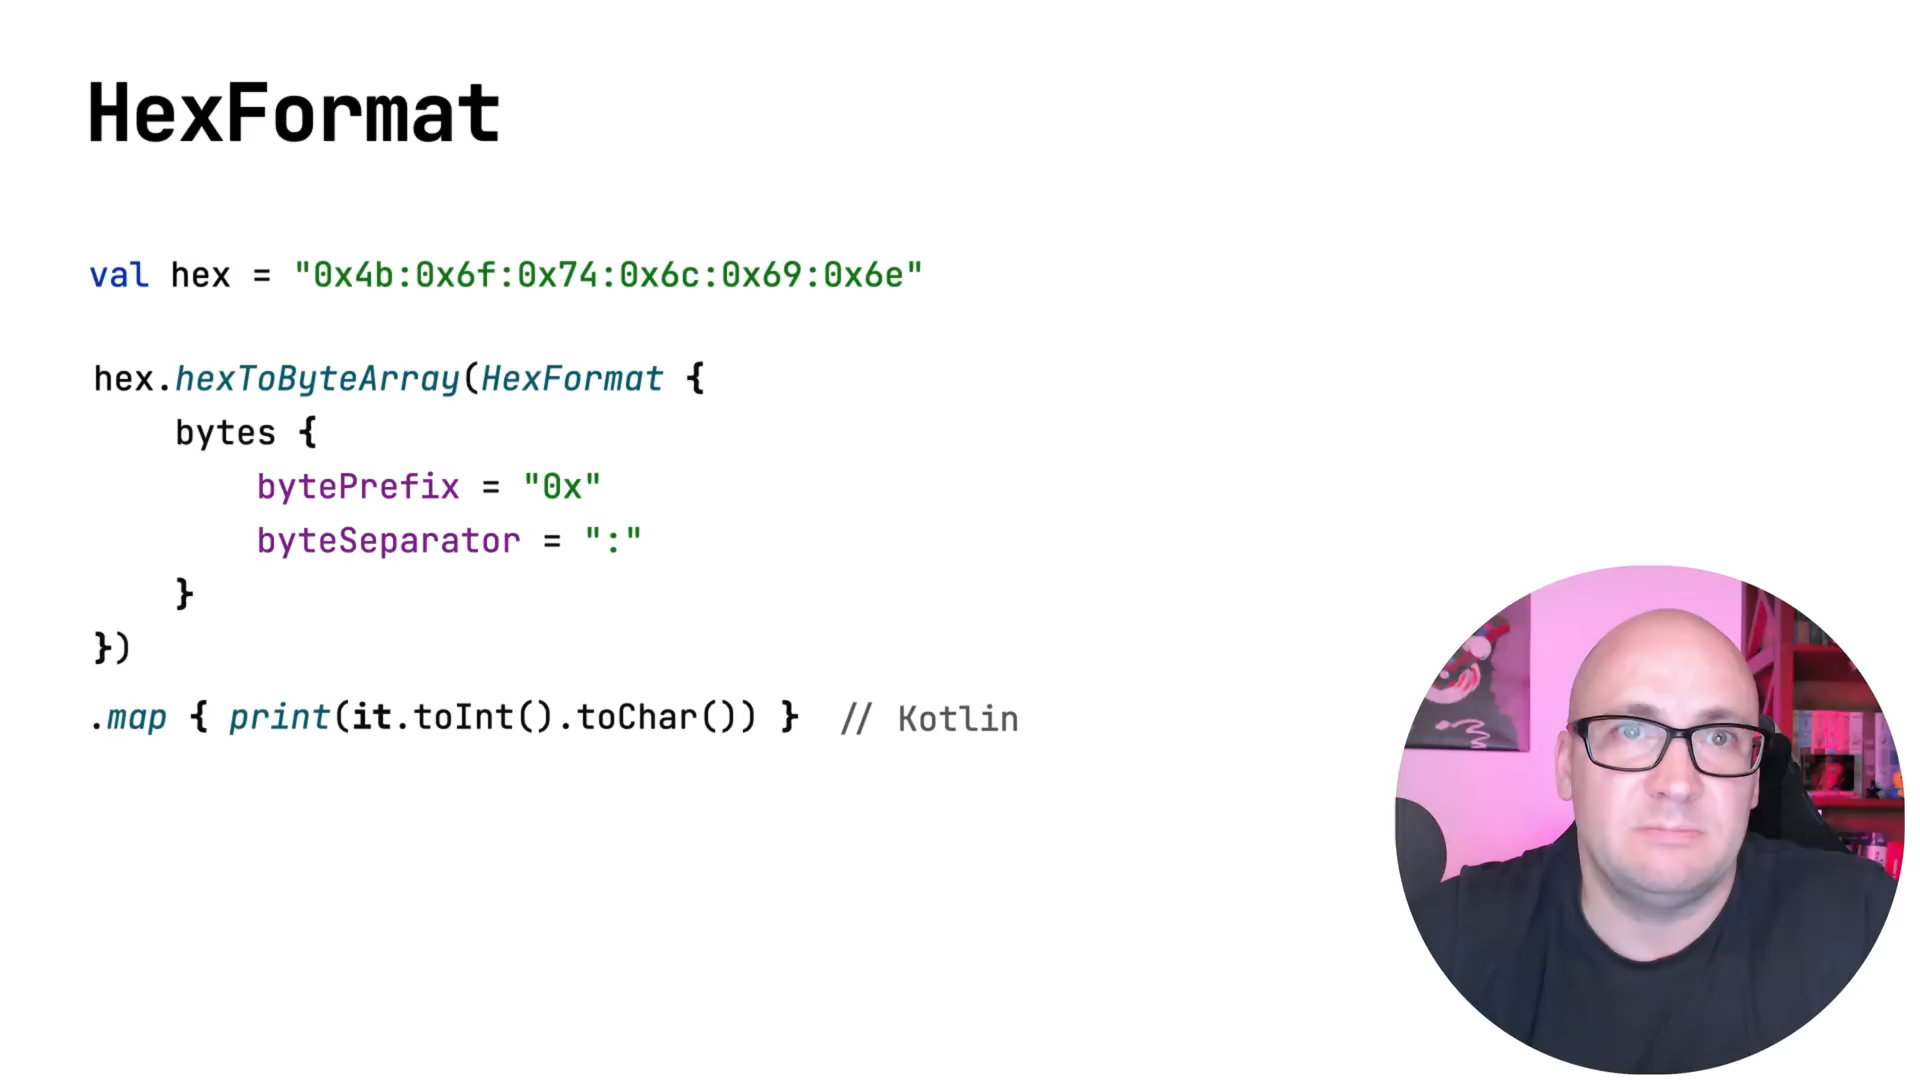 HexFormat
val hex = "0x4b:0x6f:0x74:0x6c:0x69:0x6e"
hex.hexToByteArray(HexFormat {
    bytes {
        bytePrefix = "0x"
        byteSeparator = ":"
    }
})
.map { print(it.toInt().toChar()) }  // Kotlin